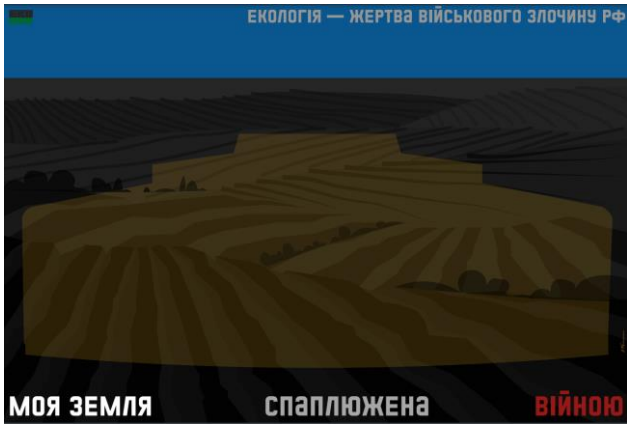 ЕКОЛОГІЯ — ЖЕРТВА ВІЙСЬКОВОГО ЗЛОЧИНУ РФ
МОЯ ЗЕМЛЯ СПАПЛЮЖЕНА ВІЙНОЮ